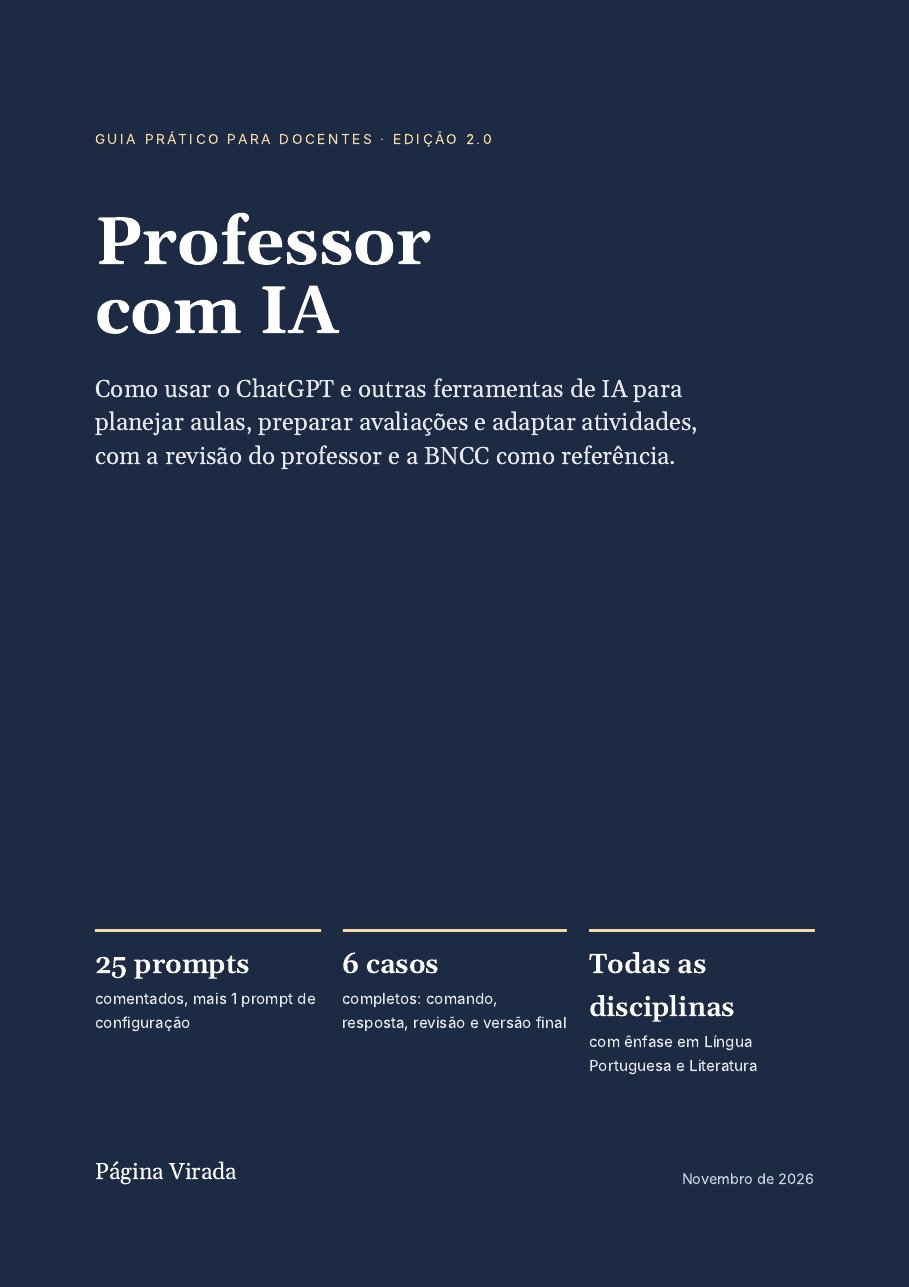 GUIA PRÁTICO PARA DOCENTES · EDIÇÃO 2.0
Professor
com IA
Como usar o ChatGPT e outras ferramentas de IA para
planejar aulas, preparar avaliações e adaptar atividades,
com a revisão do professor e a BNCC como referência.
25 prompts
comentados, mais 1 prompt de
configuração
6 casos
completos: comando,
resposta, revisão e versão final
Todas as
disciplinas
com ênfase em Língua
Portuguesa e Literatura
Página Virada
Novembro de 2026